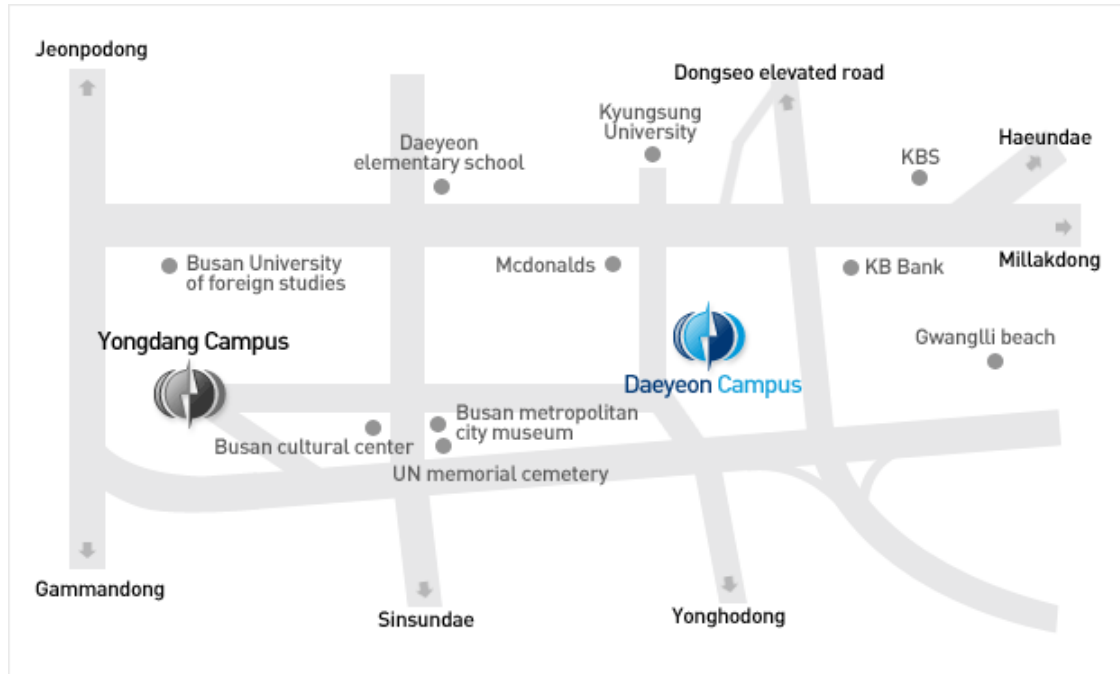 Jeonpodong
Dongseo elevated road
Kyungsung
University
Haeundae
Daeyeon
elementary school
KBS
Busan University
of foreign studies
Mcdonalds
KB Bank
Millakdong
Yongdang Campus
Gwanglli beach
Daeyeon Campus
Busan metropolitan
city museum
Busan cultural center
UN memorial cemetery
Gammandong
Sinsundae
Yonghodong